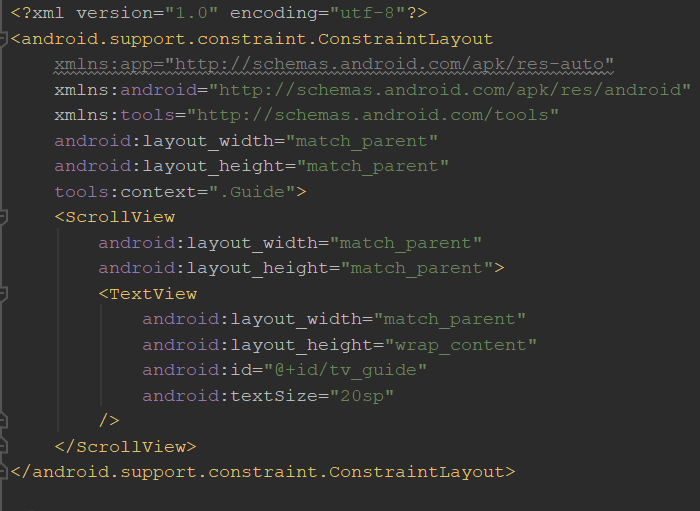 <?xml version="1.0" encoding="utf-8"?>
<android.support.constraint.ConstraintLayout
    xmlns:app="http://schemas.android.com/apk/res-auto"
    xmlns:android="http://schemas.android.com/apk/res/android"
    xmlns:tools="http://schemas.android.com/tools"
    android:layout_width="match_parent"
    android:layout_height="match_parent"
    tools:context=".Guide">
    <ScrollView
        android:layout_width="match_parent"
        android:layout_height="match_parent">
        <TextView
            android:layout_width="match_parent"
            android:layout_height="wrap_content"
            android:id="@+id/tv_guide"
            android:textSize="20sp"
        />
    </ScrollView>
</android.support.constraint.ConstraintLayout>